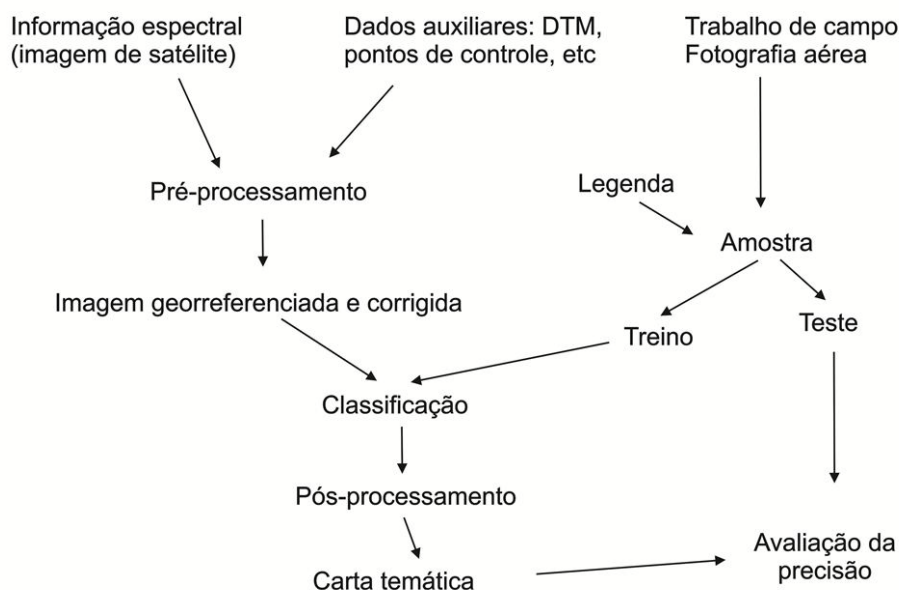 Informação espectral
(imagem de satélite)
Dados auxiliares: DTM,
pontos de controle, etc
Trabalho de campo
Fotografia aérea
Pré-processamento
Legenda
Amostra
Imagem georreferenciada e corrigida
Treino
Teste
Classificação
Pós-processamento
Carta temática
Avaliação da
precisão